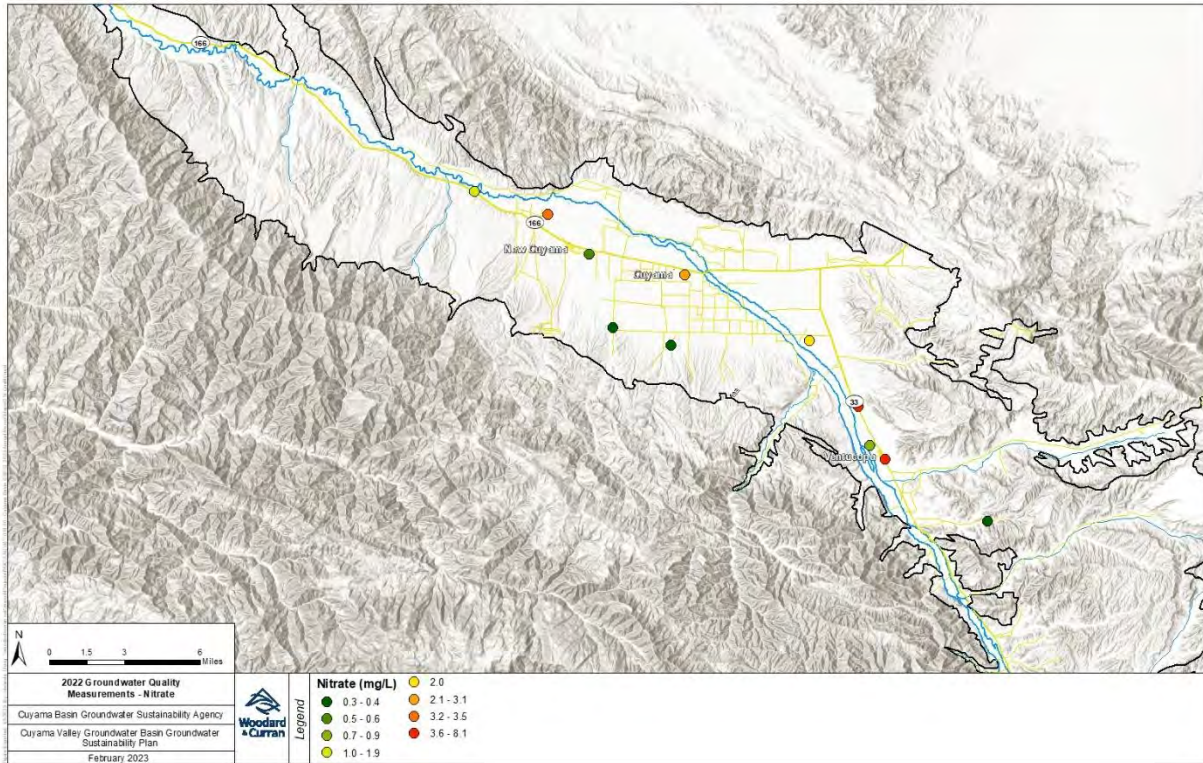 166
166
New Cuyama
Cuyama
33
Ventucopa
N
0 1.5 3 6
Miles
2022 Groundwater Quality
Measurements - Nitrate
Cuyama Basin Groundwater Sustainability Agency
Cuyama Valley Groundwater Basin Groundwater
Sustainability Plan
February 2023
Woodard
& Curran
Legend
Nitrate (mg/L)
0.3 - 0.4
0.5 - 0.6
0.7 - 0.9
1.0 - 1.9
2.0
2.1 - 3.1
3.2 - 3.5
3.6 - 8.1